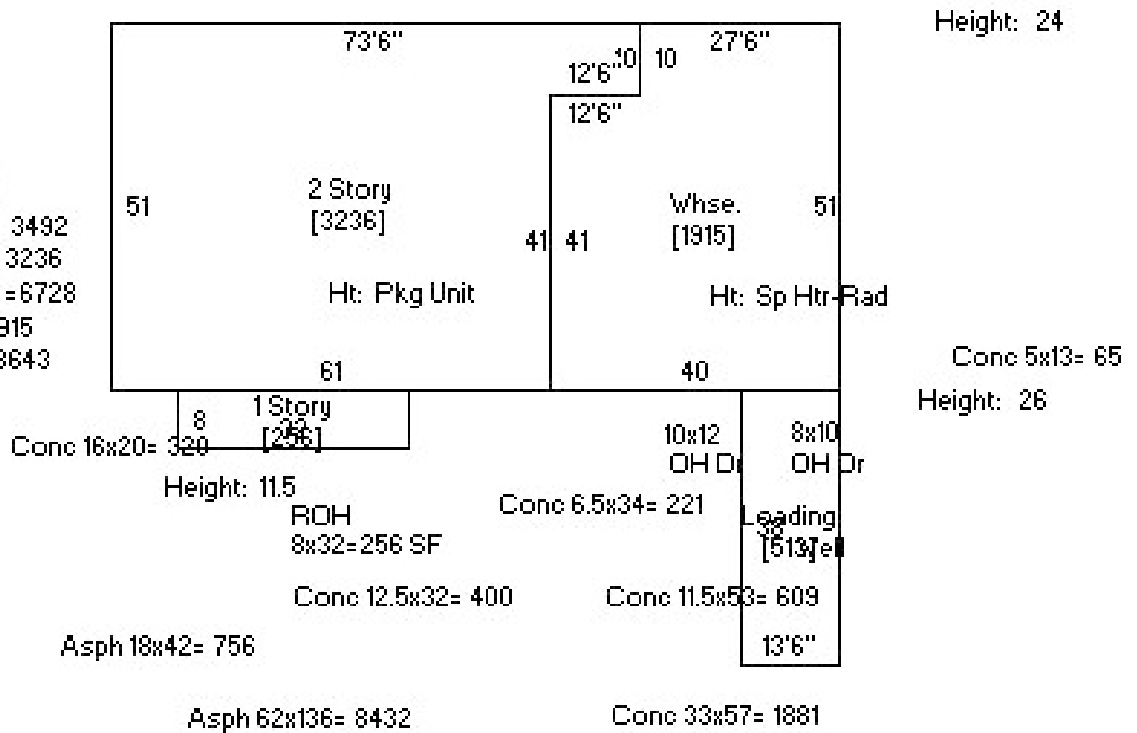 Height: 24
73'6"
27'6"
10
10
12'6"
12'6"
51
2 Story
[3236]
Whse.
[1915]
51
3492
3236
=6728
915
3643
41
41
Ht: Pkg Unit
Ht: Sp Htr-Rad
61
40
Conc 5x13= 65
Height: 26
8
1 Story
[256]
Conc 16x20= 320
10x12
OH Dr
8x10
OH Dr
Height: 11.5
Conc 6.5x34= 221
ROH
8x32=256 SF
Loading
38
[513]
Conc 12.5x32= 400
Conc 11.5x53= 609
Asph 18x42= 756
13'6"
Asph 62x136= 8432
Conc 33x57= 1881